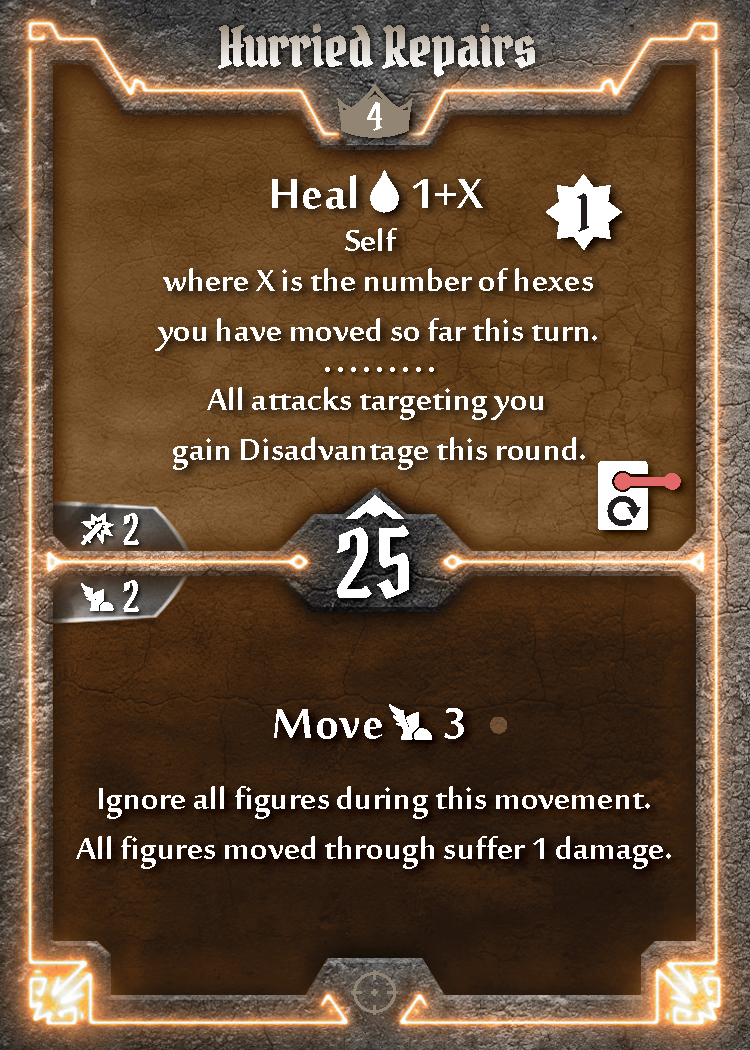 Hurried Repairs
4
Heal 1+X
1
Self
where X is the number of hexes
you have moved so far this turn.
.........
All attacks targeting you
gain Disadvantage this round.
2
25
2
Move 3
Ignore all figures during this movement.
All figures moved through suffer 1 damage.